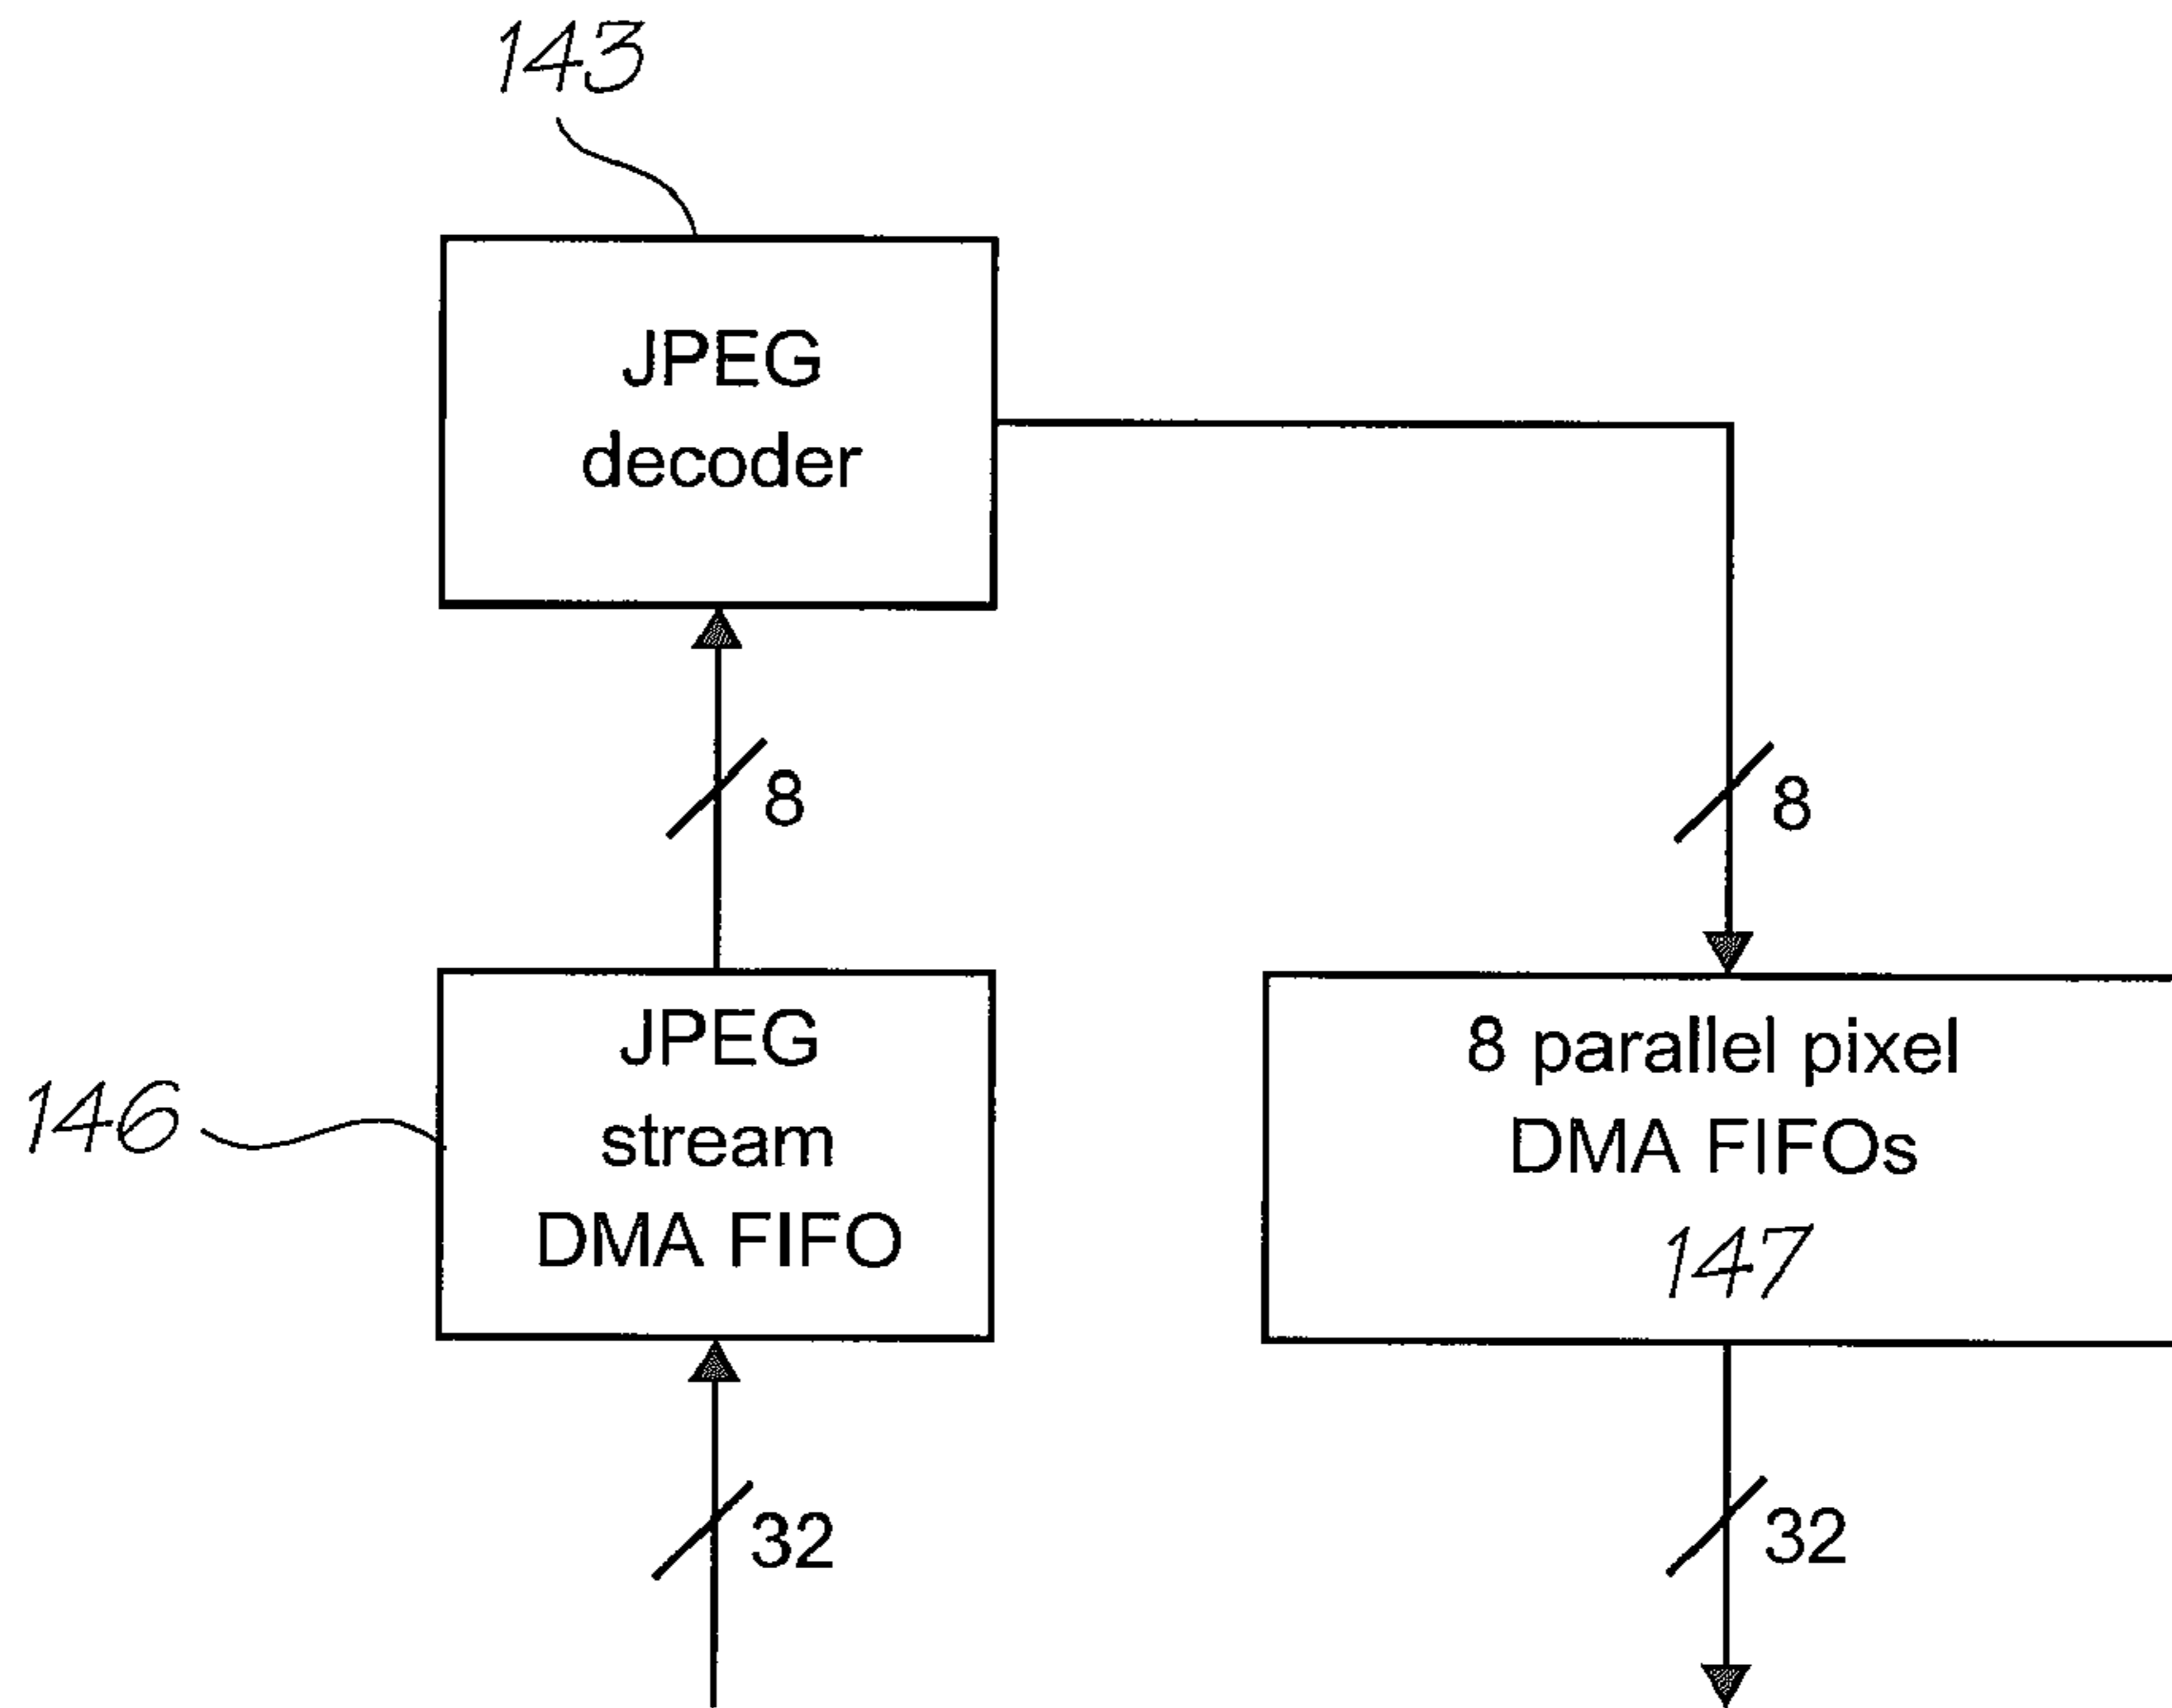 143
JPEG
decoder
8
8
JPEG
stream
DMA FIFO
146
8 parallel pixel
DMA FIFOs
147
32
32